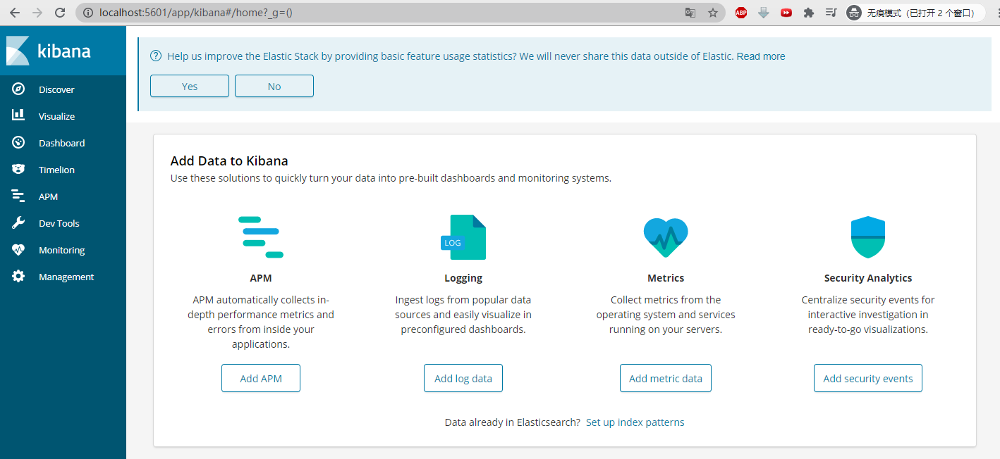 localhost:5601/app/kibana#/home?_g=()
ABP
无痕模式（已打开 2 个窗口）
kibana
Discover
Visualize
Dashboard
Timelion
APM
Dev Tools
Monitoring
Management
Help us improve the Elastic Stack by providing basic feature usage statistics? We will never share this data outside of Elastic. Read more
Yes
No
Add Data to Kibana
Use these solutions to quickly turn your data into pre-built dashboards and monitoring systems.
APM
APM automatically collects in-
depth performance metrics and
errors from inside your
applications.
Add APM
LOG
Logging
Ingest logs from popular data
sources and easily visualize in
preconfigured dashboards.
Add log data
Metrics
Collect metrics from the
operating system and services
running on your servers.
Add metric data
Security Analytics
Centralize security events for
interactive investigation in
ready-to-go visualizations.
Add security events
Data already in Elasticsearch? Set up index patterns